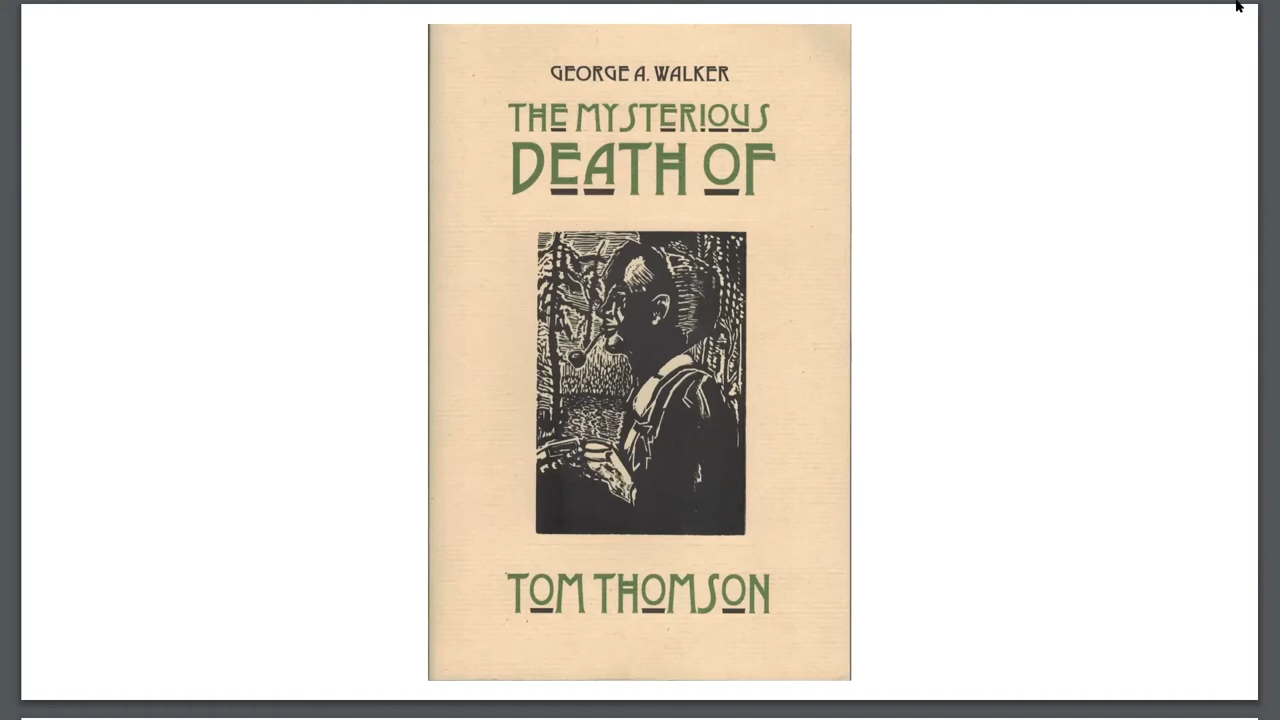 GEORGE A. WALKER
THE MYSTERIOUS
DEATH OF
TOM THOMSON